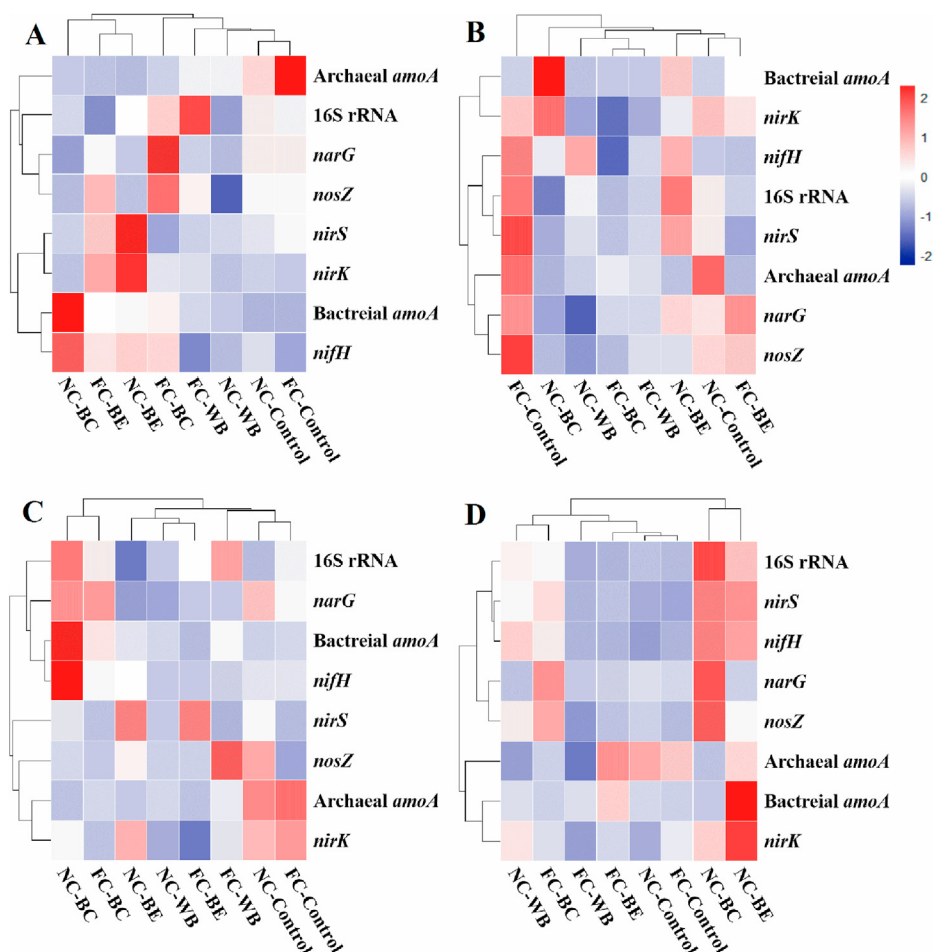 A
Archaeal amoA
16S rRNA
narG
nosZ
nirS
nirK
Bactreial amoA
nifH
NC-BC
FC-BE
NC-BE
FC-BC
FC-WB
NC-WB
NC-Control
FC-Control
B
Bactreial amoA
nirK
nifH
16S rRNA
nirS
Archaeal amoA
narG
nosZ
FC-Control
NC-BC
NC-WB
FC-BC
FC-WB
NC-BE
NC-Control
FC-BE
2
1
0
-1
-2
C
16S rRNA
narG
Bactreial amoA
nifH
nirS
nosZ
Archaeal amoA
nirK
NC-BC
FC-BC
NC-BE
NC-WB
FC-BE
FC-WB
NC-Control
FC-Control
D
16S rRNA
nirS
nifH
narG
nosZ
Archaeal amoA
Bactreial amoA
nirK
NC-WB
FC-BC
FC-WB
FC-BE
NC-Control
FC-Control
NC-BC
NC-BE